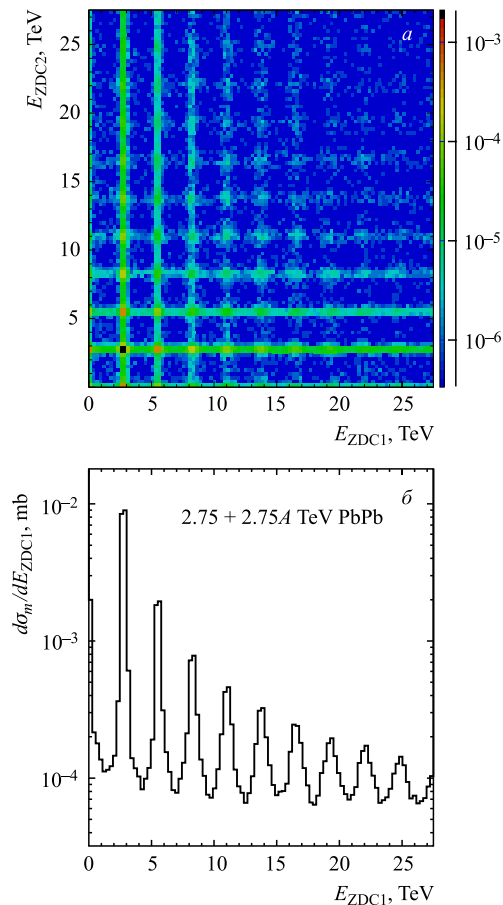 a
E_ZDC2, TeV
25
20
15
10
5
10⁻³
10⁻⁴
10⁻⁵
10⁻⁶
0 5 10 15 20 25
E_ZDC1, TeV
б
2.75 + 2.75A TeV PbPb
dσ_m/dE_ZDC1, mb
10⁻²
10⁻³
10⁻⁴
0 5 10 15 20 25
E_ZDC1, TeV